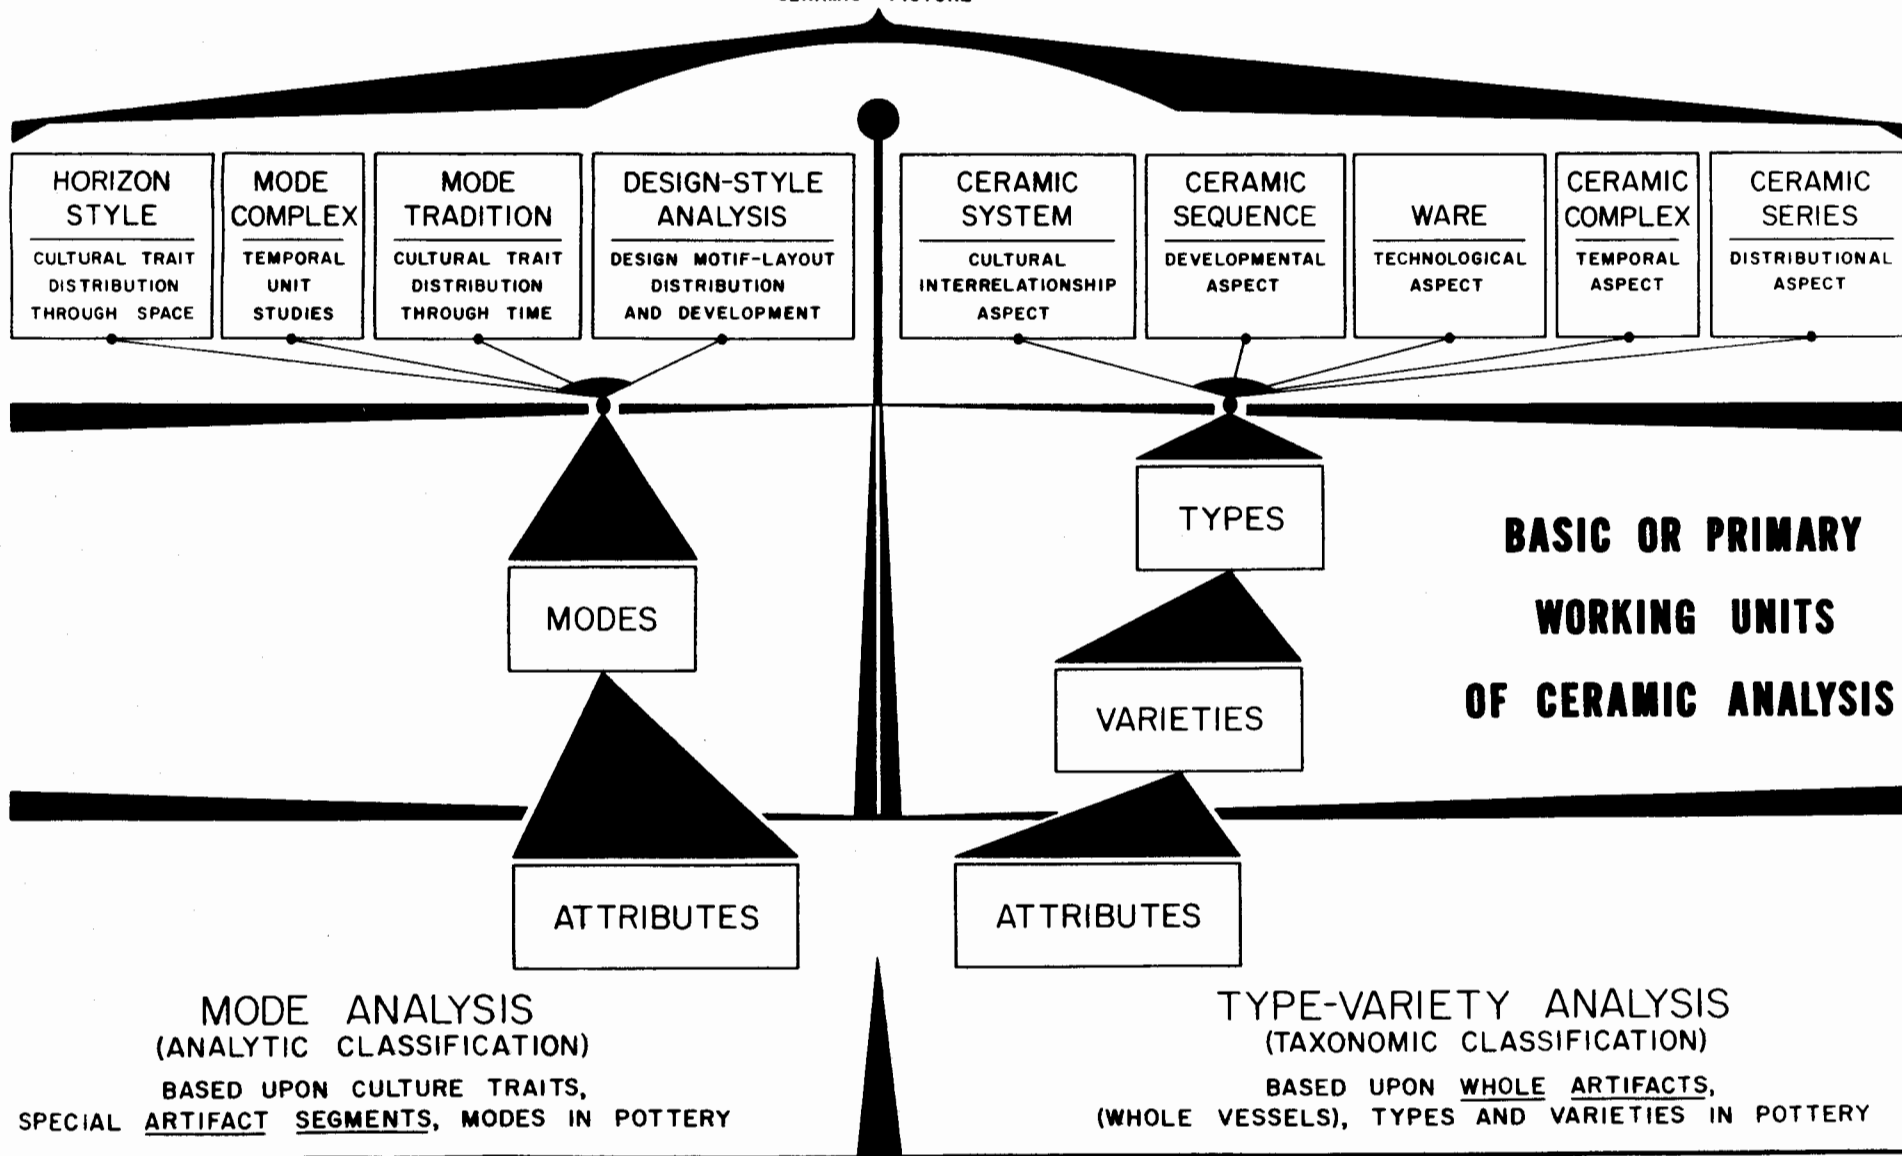 HORIZON
STYLE
CULTURAL TRAIT
DISTRIBUTION
THROUGH SPACE
MODE
COMPLEX
TEMPORAL
UNIT
STUDIES
MODE
TRADITION
CULTURAL TRAIT
DISTRIBUTION
THROUGH TIME
DESIGN-STYLE
ANALYSIS
DESIGN MOTIF-LAYOUT
DISTRIBUTION
AND DEVELOPMENT
CERAMIC
SYSTEM
CULTURAL
INTERRELATIONSHIP
ASPECT
CERAMIC
SEQUENCE
DEVELOPMENTAL
ASPECT
WARE
TECHNOLOGICAL
ASPECT
CERAMIC
COMPLEX
TEMPORAL
ASPECT
CERAMIC
SERIES
DISTRIBUTIONAL
ASPECT
MODES
ATTRIBUTES
TYPES
VARIETIES
ATTRIBUTES
BASIC OR PRIMARY
WORKING UNITS
OF CERAMIC ANALYSIS
MODE ANALYSIS
(ANALYTIC CLASSIFICATION)
BASED UPON CULTURE TRAITS,
SPECIAL ARTIFACT SEGMENTS, MODES IN POTTERY
TYPE-VARIETY ANALYSIS
(TAXONOMIC CLASSIFICATION)
BASED UPON WHOLE ARTIFACTS,
(WHOLE VESSELS), TYPES AND VARIETIES IN POTTERY